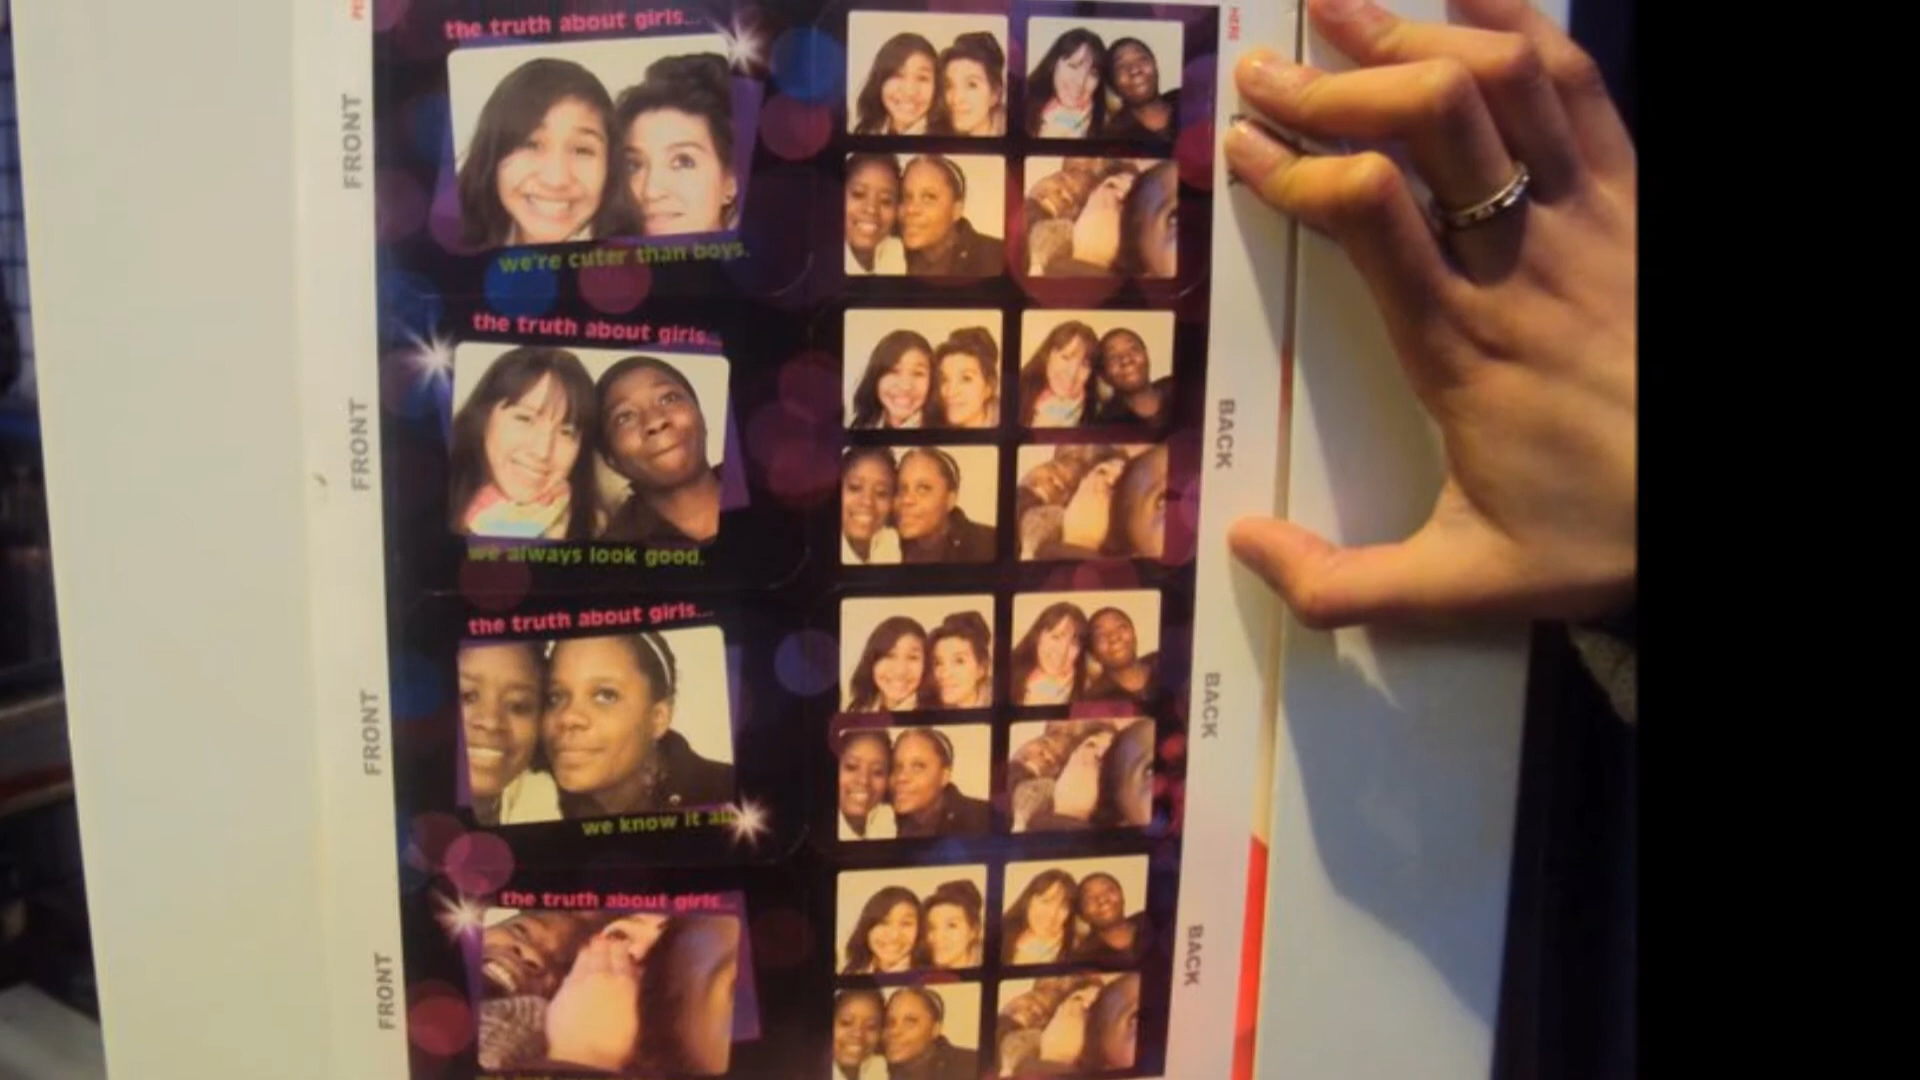 the truth about girls...
we're cuter than boys.
the truth about girls...
we always look good.
the truth about girls...
we know it all
the truth about girls...
FRONT
FRONT
FRONT
FRONT
BACK
BACK
BACK